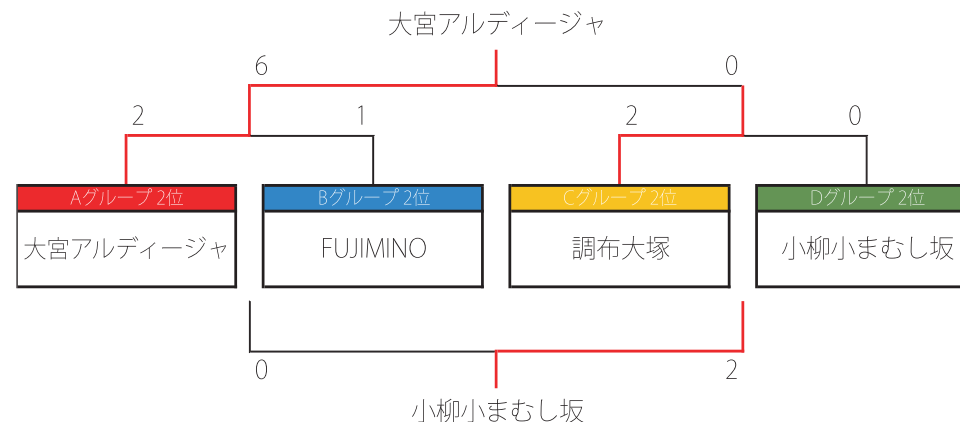 大宮アルディージャ
6 0
2 1 2 0
Aグループ 2位 Bグループ 2位 Cグループ 2位 Dグループ 2位
大宮アルディージャ FUJIMINO 調布大塚 小柳小まむし坂
0 2
小柳小まむし坂